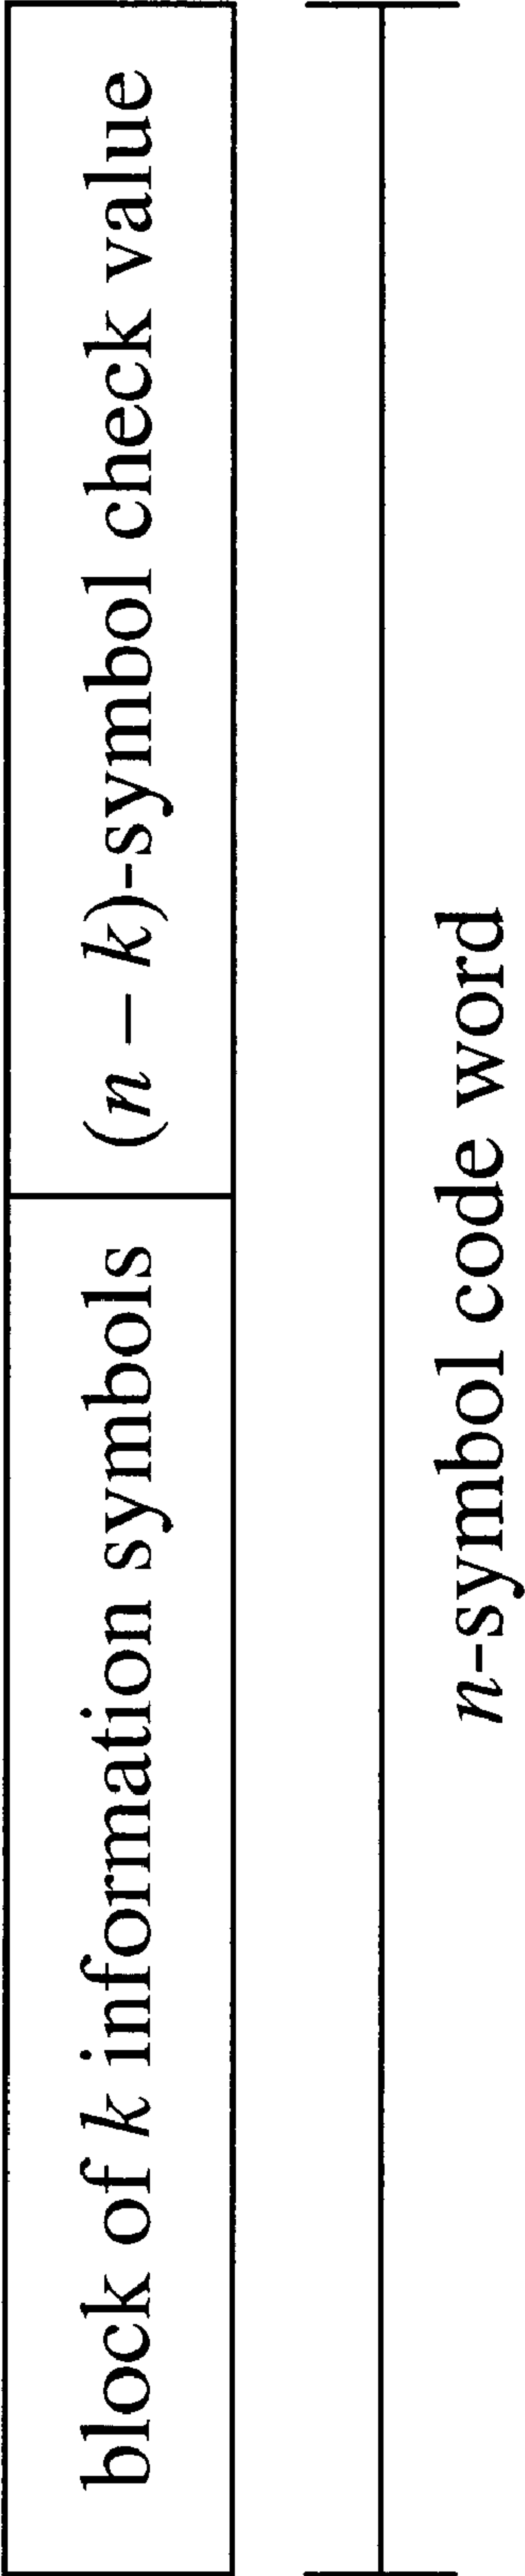 block of k information symbols (n – k)-symbol check value
n-symbol code word